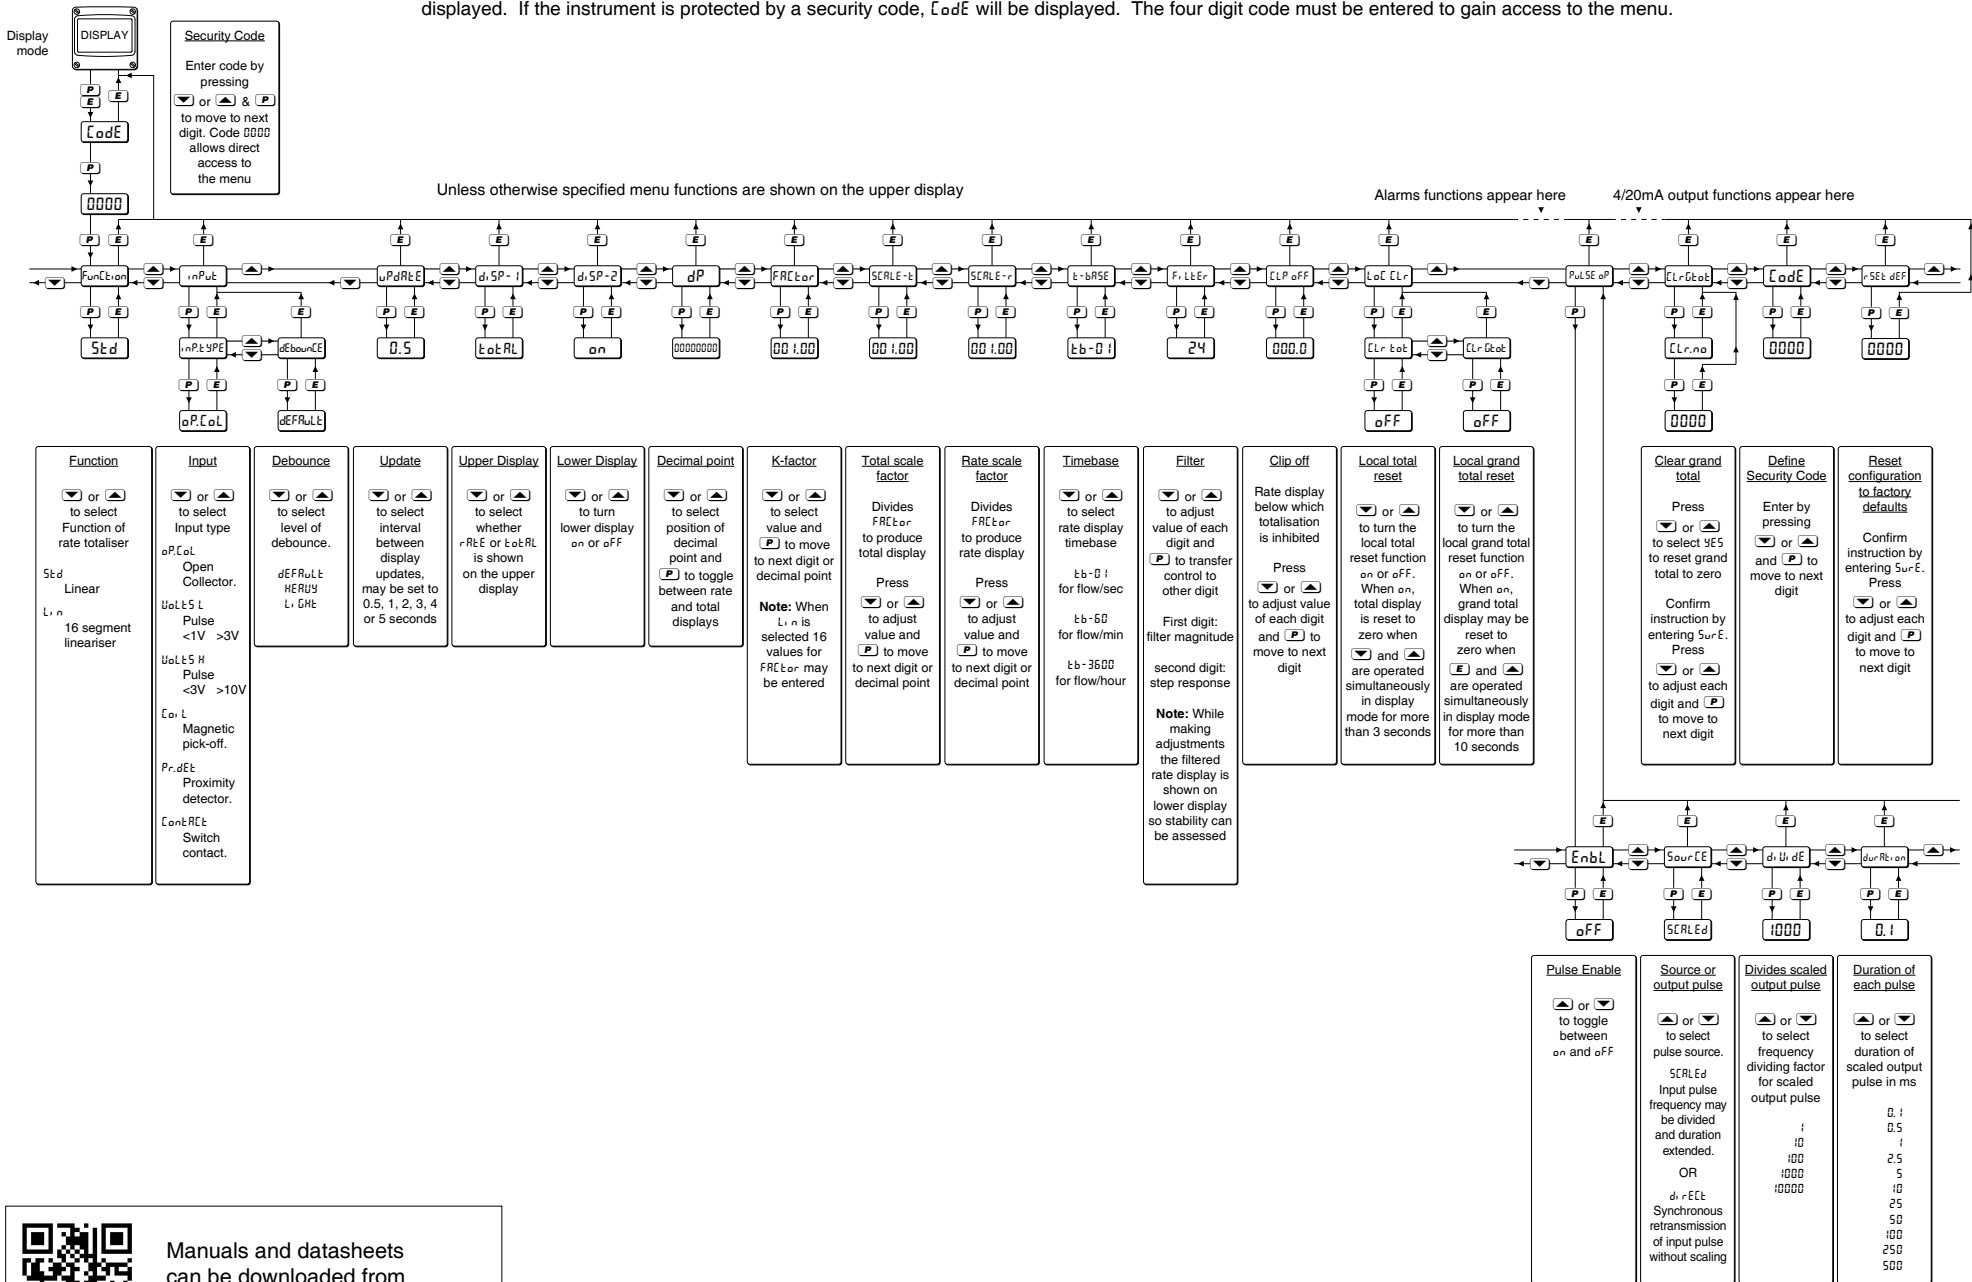 displayed. If the instrument is protected by a security code, CodE will be displayed. The four digit code must be entered to gain access to the menu.
Display
mode
DISPLAY
P
E
E
CodE
P
0000
Security Code
Enter code by
pressing
▼ or ▲ & P
to move to next
digit. Code 0000
allows direct
access to
the menu
Unless otherwise specified menu functions are shown on the upper display
Alarms functions appear here
4/20mA output functions appear here
P E E E E E E E E E E E E E E E E E
FunCtion inPut uPdAtE diSP-1 diSP-2 dP FACtor SCALE-t SCALE-r t-bASE FiLtEr CLP oFF LoC CLr PuLSE oP CLr Gtot CodE rSEt dEF
P E P E E P E P E P E P E P E P E P E P E P E P E P E E P P E P E P E
Std inP.tYPE dEbounCE 0.5 totAL on 00000000 001.00 001.00 001.00 tb-01 24 000.0 CLr tot CLr Gtot CLr.no 0000 0000
P E P E P E P E P E
oP.CoL dEFAuLt oFF oFF 0000
Function
▼ or ▲
to select
Function of
rate totaliser
Std
Linear
Lin
16 segment
lineariser
Input
▼ or ▲
to select
Input type
oP.CoL
Open
Collector.
VoLtS L
Pulse
<1V >3V
VoLtS H
Pulse
<3V >10V
CoiL
Magnetic
pick-off.
Pr.dEt
Proximity
detector.
ContACt
Switch
contact.
Debounce
▼ or ▲
to select
level of
debounce.
dEFAuLt
HEAVY
LiGHt
Update
▼ or ▲
to select
interval
between
display
updates,
may be set to
0.5, 1, 2, 3, 4
or 5 seconds
Upper Display
▼ or ▲
to select
whether
rAtE or totAL
is shown
on the upper
display
Lower Display
▼ or ▲
to turn
lower display
on or oFF
Decimal point
▼ or ▲
to select
position of
decimal
point and
P to toggle
between rate
and total
displays
K-factor
▼ or ▲
to select
value and
P to move
to next digit or
decimal point
Note: When
Lin is
selected 16
values for
FACtor may
be entered
Total scale
factor
Divides
FACtor
to produce
total display
Press
▼ or ▲
to adjust
value and
P to move
to next digit or
decimal point
Rate scale
factor
Divides
FACtor
to produce
rate display
Press
▼ or ▲
to adjust
value and
P to move
to next digit or
decimal point
Timebase
▼ or ▲
to select
rate display
timebase
tb-01
for flow/sec
tb-60
for flow/min
tb-3600
for flow/hour
Filter
▼ or ▲
to adjust
value of each
digit and
P to transfer
control to
other digit
First digit:
filter magnitude
second digit:
step response
Note: While
making
adjustments
the filtered
rate display is
shown on
lower display
so stability can
be assessed
Clip off
Rate display
below which
totalisation
is inhibited
Press
▼ or ▲
to adjust value
of each digit
and P to
move to next
digit
Local total
reset
▼ or ▲
to turn the
local total
reset function
on or oFF.
When on,
total display
is reset to
zero when
▼ and ▲
are operated
simultaneously
in display
mode for more
than 3 seconds
Local grand
total reset
▼ or ▲
to turn the
local grand total
reset function
on or oFF.
When on,
grand total
display may be
reset to
zero when
E and ▲
are operated
simultaneously
in display mode
for more than
10 seconds
Clear grand
total
Press
▼ or ▲
to select YES
to reset grand
total to zero
Confirm
instruction by
entering SurE.
Press
▼ or ▲
to adjust each
digit and P
to move to
next digit
Define
Security Code
Enter by
pressing
▼ or ▲
and P to
move to next
digit
Reset
configuration
to factory
defaults
Confirm
instruction by
entering SurE.
Press
▼ or ▲
to adjust each
digit and P
to move to
next digit
E E E E
EnbL SourCE diVidE durAtion
P E P E P E P E
oFF SCALEd 1000 0.1
Pulse Enable
▲ or ▼
to toggle
between
on and oFF
Source or
output pulse
▲ or ▼
to select
pulse source.
SCALEd
Input pulse
frequency may
be divided
and duration
extended.
OR
dirECt
Synchronous
retransmission
of input pulse
without scaling
Divides scaled
output pulse
▲ or ▼
to select
frequency
dividing factor
for scaled
output pulse
1
10
100
1000
10000
Duration of
each pulse
▲ or ▼
to select
duration of
scaled output
pulse in ms
0.1
0.5
1
2.5
5
10
25
50
100
250
500
Manuals and datasheets
can be downloaded from